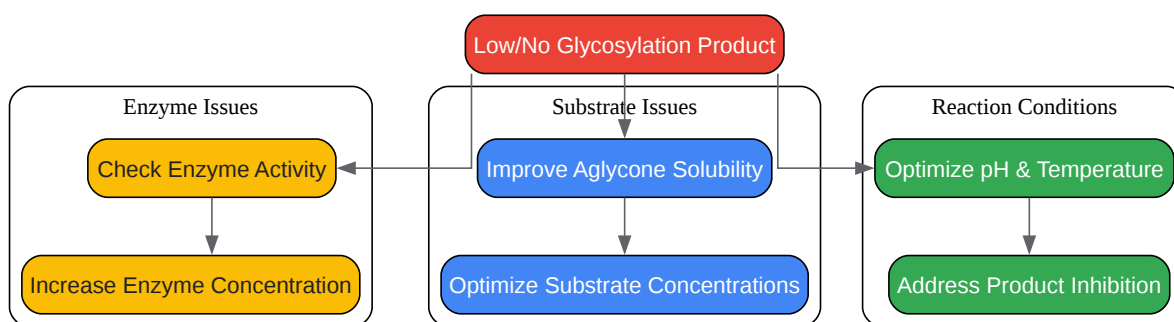 Low/No Glycosylation Product
Enzyme Issues
Substrate Issues
Reaction Conditions
Check Enzyme Activity
Improve Aglycone Solubility
Optimize pH & Temperature
Increase Enzyme Concentration
Optimize Substrate Concentrations
Address Product Inhibition